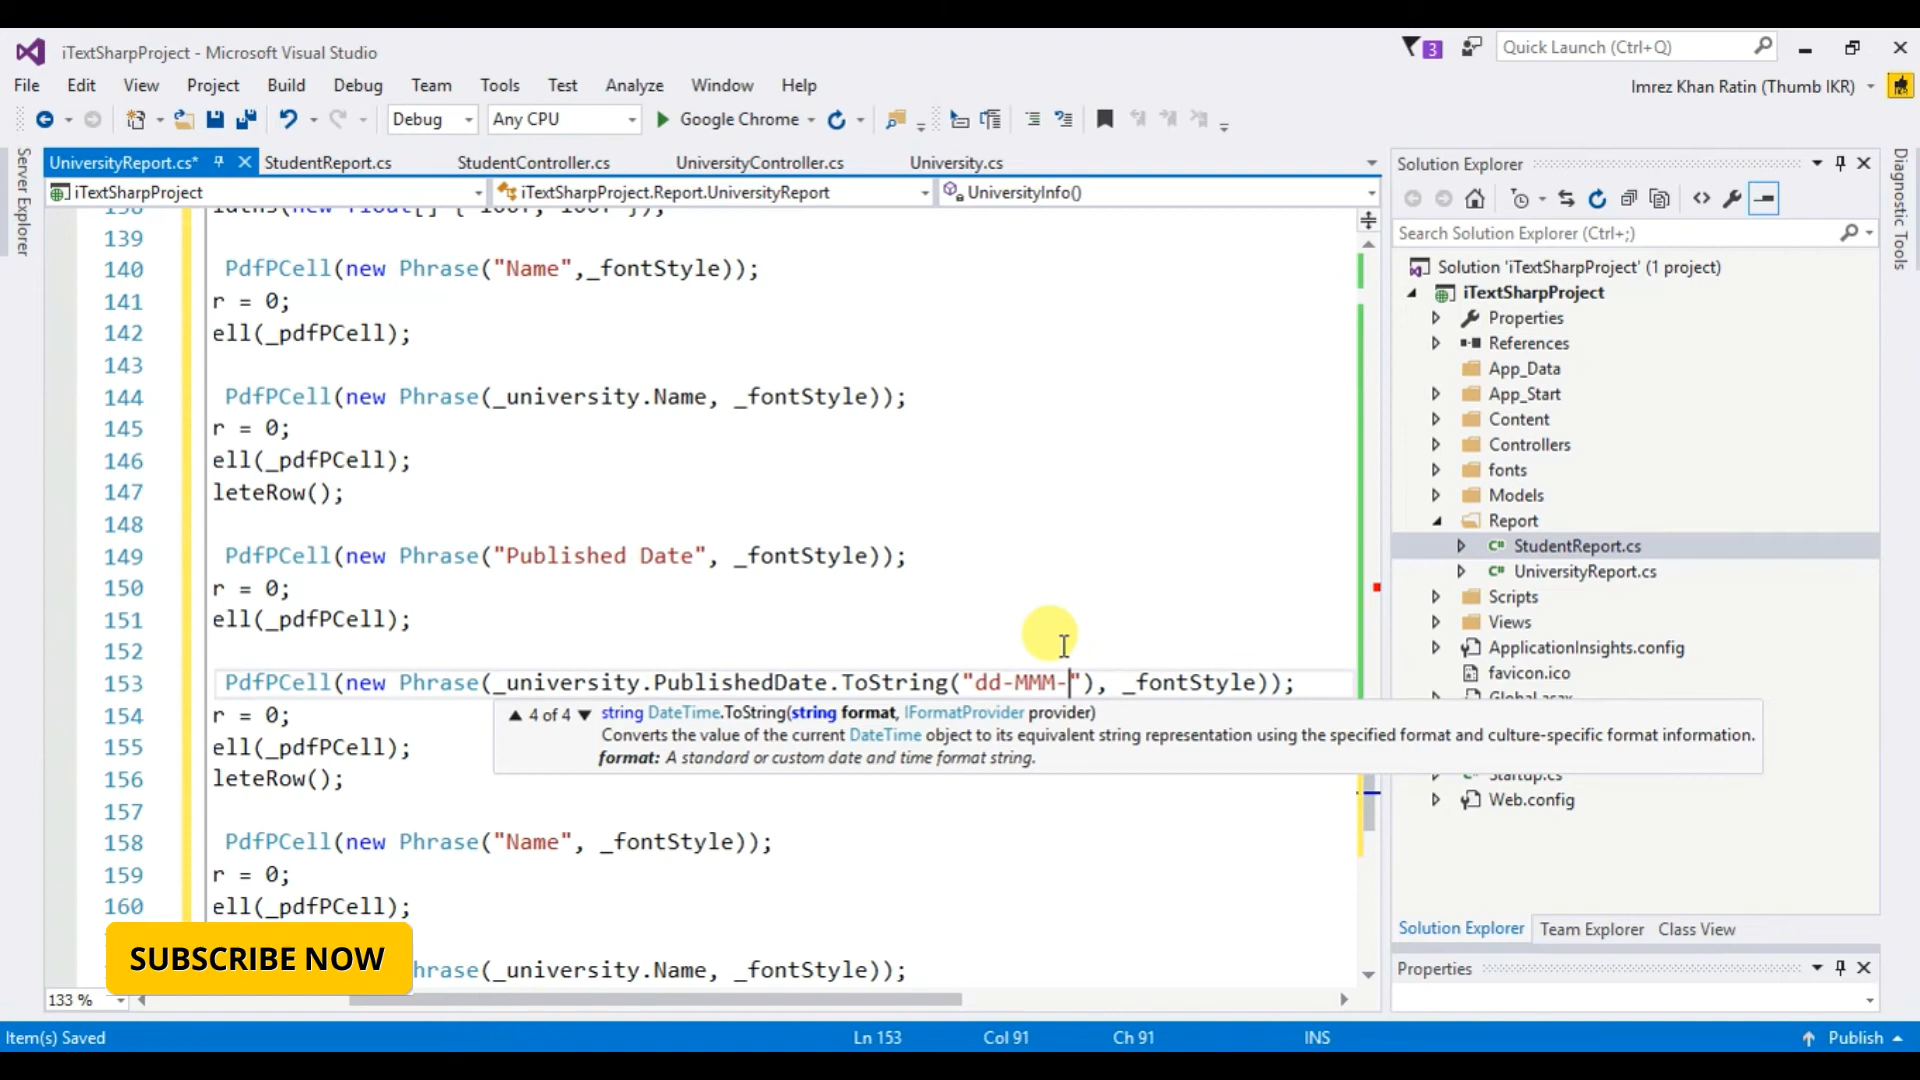 iTextSharpProject - Microsoft Visual Studio
3
Quick Launch (Ctrl+Q)
File Edit View Project Build Debug Team Tools Test Analyze Window Help
Imrez Khan Ratin (Thumb IKR)
Debug Any CPU Google Chrome
UniversityReport.cs* StudentReport.cs StudentController.cs UniversityController.cs University.cs
iTextSharpProject iTextSharpProject.Report.UniversityReport UniversityInfo()
Server Explorer
139
140 PdfPCell(new Phrase("Name",_fontStyle));
141 r = 0;
142 ell(_pdfPCell);
143
144 PdfPCell(new Phrase(_university.Name, _fontStyle));
145 r = 0;
146 ell(_pdfPCell);
147 leteRow();
148
149 PdfPCell(new Phrase("Published Date", _fontStyle));
150 r = 0;
151 ell(_pdfPCell);
152
153 PdfPCell(new Phrase(_university.PublishedDate.ToString("dd-MMM-"), _fontStyle));
154 r = 0;
4 of 4 string DateTime.ToString(string format, IFormatProvider provider)
Converts the value of the current DateTime object to its equivalent string representation using the specified format and culture-specific format information.
format: A standard or custom date and time format string.
155 ell(_pdfPCell);
156 leteRow();
157
158 PdfPCell(new Phrase("Name", _fontStyle));
159 r = 0;
160 ell(_pdfPCell);
SUBSCRIBE NOW
hrase(_university.Name, _fontStyle));
133 %
Solution Explorer
Search Solution Explorer (Ctrl+;)
Solution 'iTextSharpProject' (1 project)
iTextSharpProject
Properties
References
App_Data
App_Start
Content
Controllers
fonts
Models
Report
StudentReport.cs
UniversityReport.cs
Scripts
Views
ApplicationInsights.config
favicon.ico
Global.asax
Startup.cs
Web.config
Solution Explorer Team Explorer Class View
Properties
Diagnostic Tools
Item(s) Saved Ln 153 Col 91 Ch 91 INS Publish